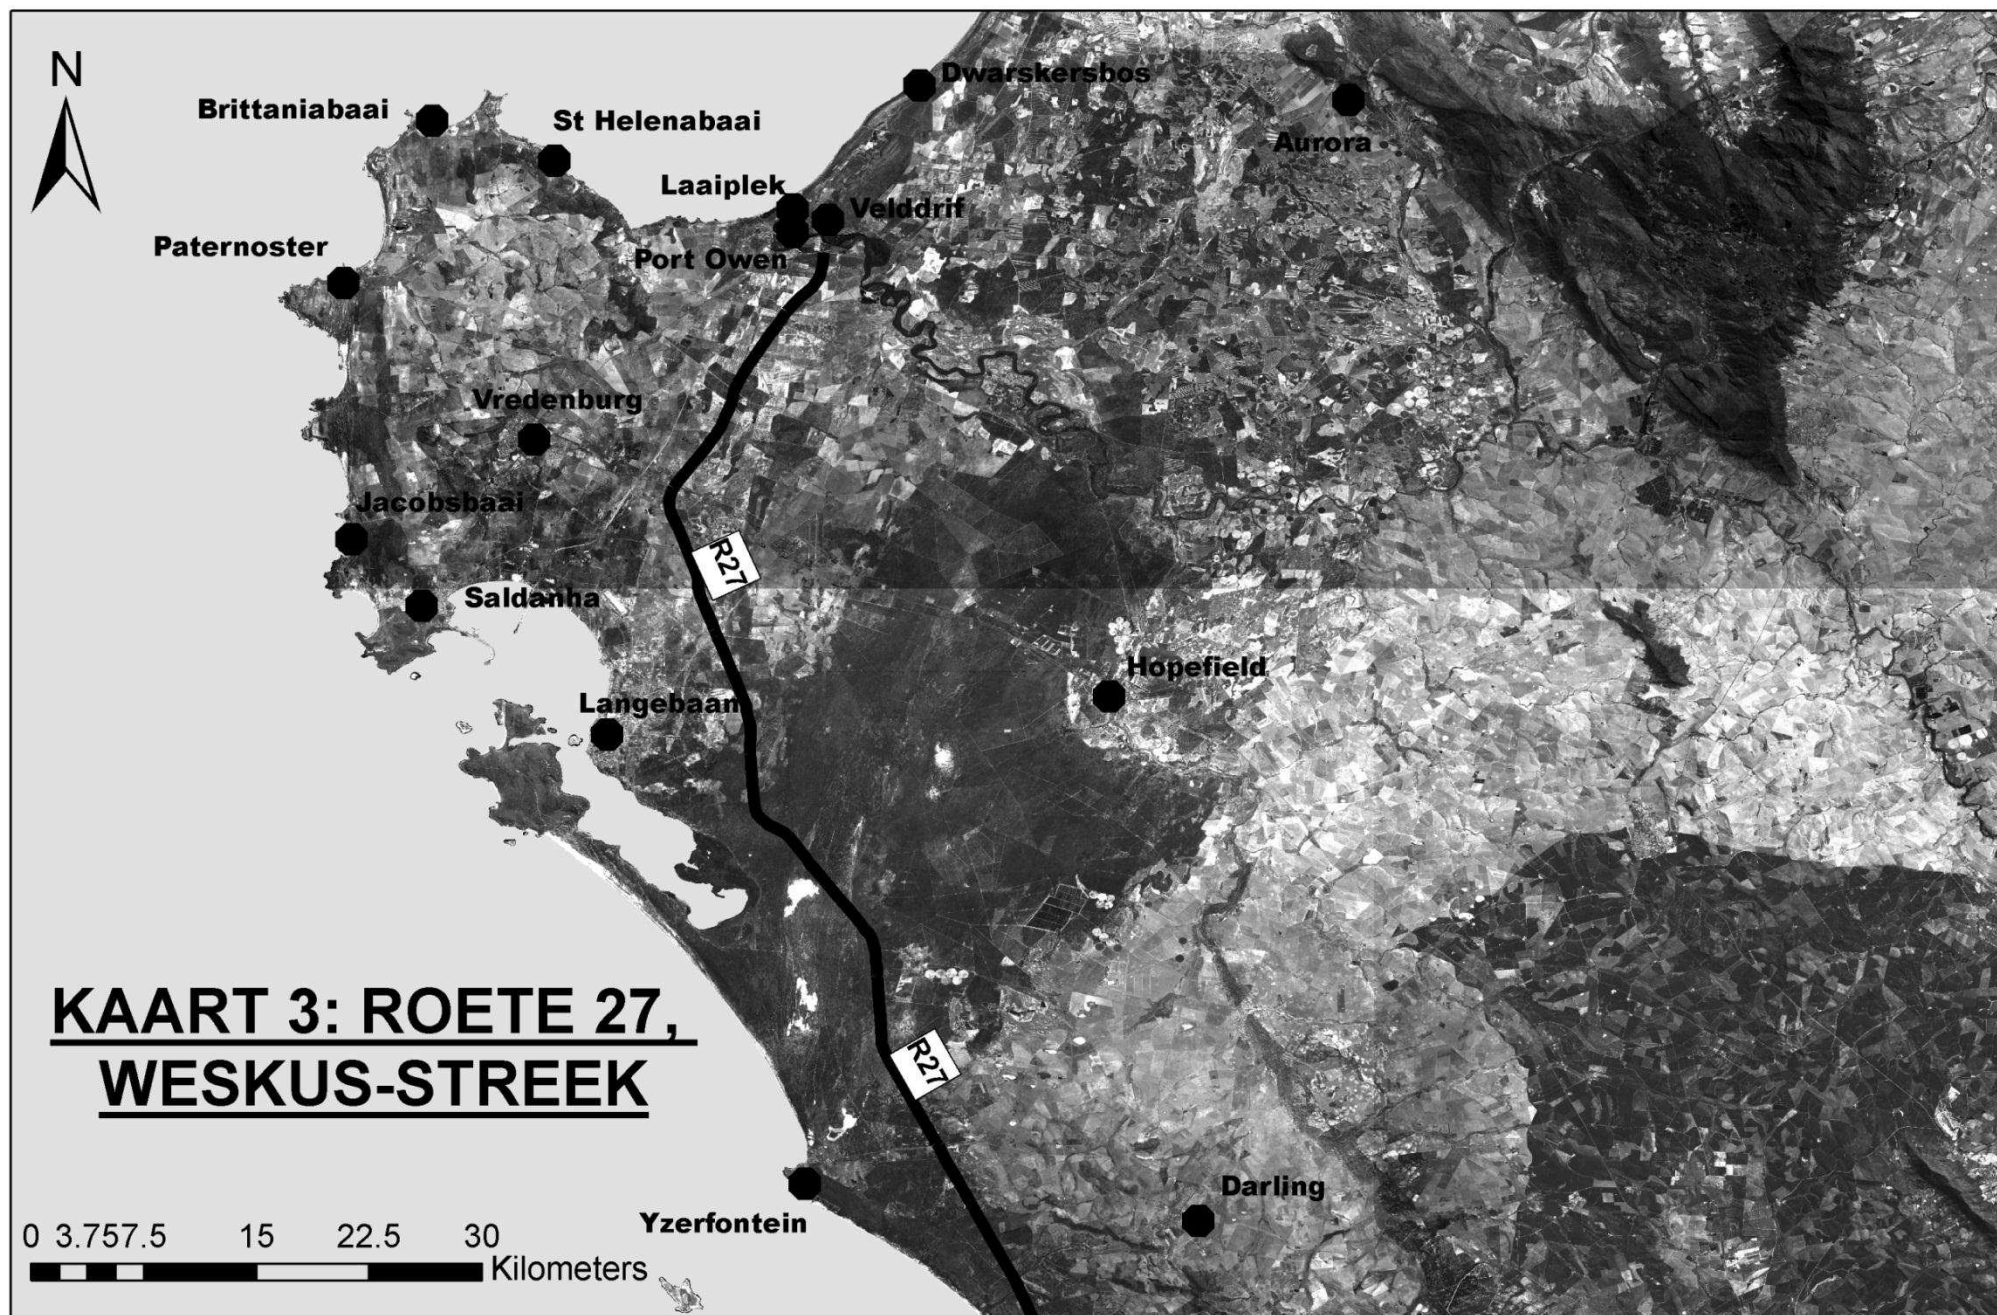 N
Dwarskersbos
Brittaniabaai
St Helenabaai
Aurora
Laaiplek
Velddrif
Paternoster
Port Owen
Vredenburg
Jacobsbaai
R27
Saldanha
Hopefield
Langebaan
KAART 3: ROETE 27,
WESKUS-STREEK
R27
Darling
Yzerfontein
0 3.757.5 15 22.5 30
Kilometers